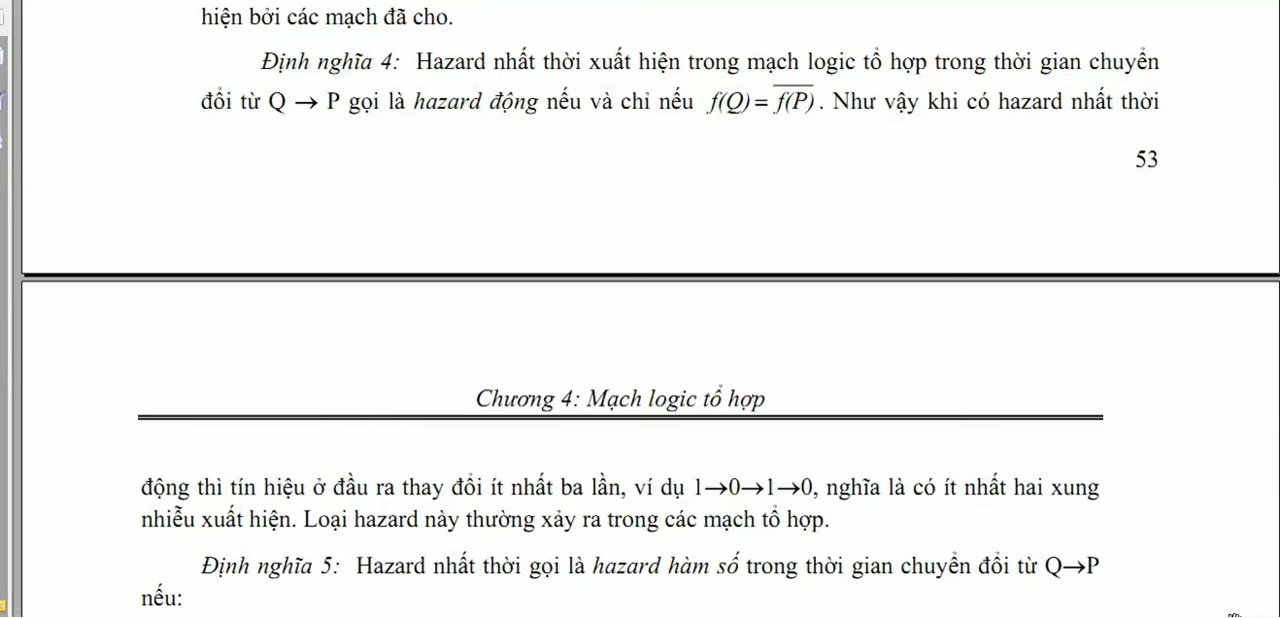 hiện bởi các mạch đã cho.
Định nghĩa 4: Hazard nhất thời xuất hiện trong mạch logic tổ hợp trong thời gian chuyển
đổi từ Q → P gọi là hazard động nếu và chỉ nếu f(Q) = \overline{f(P)}. Như vậy khi có hazard nhất thời
53
Chương 4: Mạch logic tổ hợp
động thì tín hiệu ở đầu ra thay đổi ít nhất ba lần, ví dụ 1→0→1→0, nghĩa là có ít nhất hai xung
nhiễu xuất hiện. Loại hazard này thường xảy ra trong các mạch tổ hợp.
Định nghĩa 5: Hazard nhất thời gọi là hazard hàm số trong thời gian chuyển đổi từ Q→P
nếu: